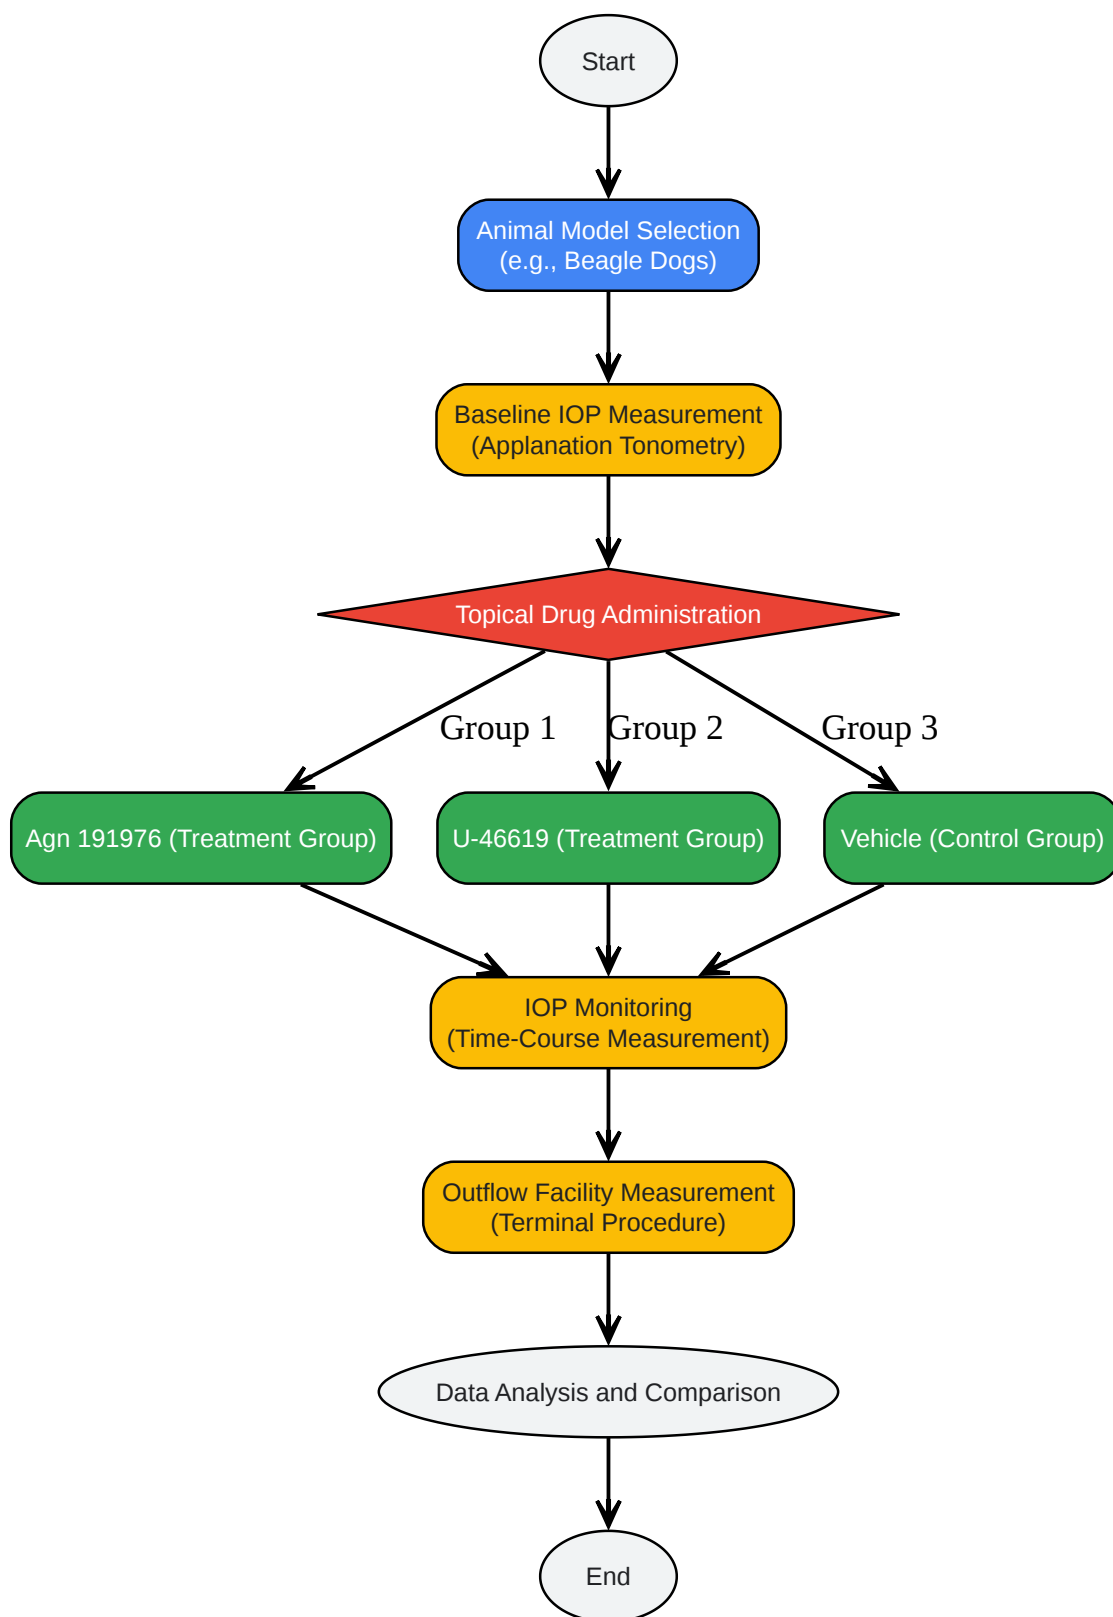 Start
Animal Model Selection
(e.g., Beagle Dogs)
Baseline IOP Measurement
(Applanation Tonometry)
Topical Drug Administration
Group 1
Group 2
Group 3
Agn 191976 (Treatment Group)
U-46619 (Treatment Group)
Vehicle (Control Group)
IOP Monitoring
(Time-Course Measurement)
Outflow Facility Measurement
(Terminal Procedure)
Data Analysis and Comparison
End